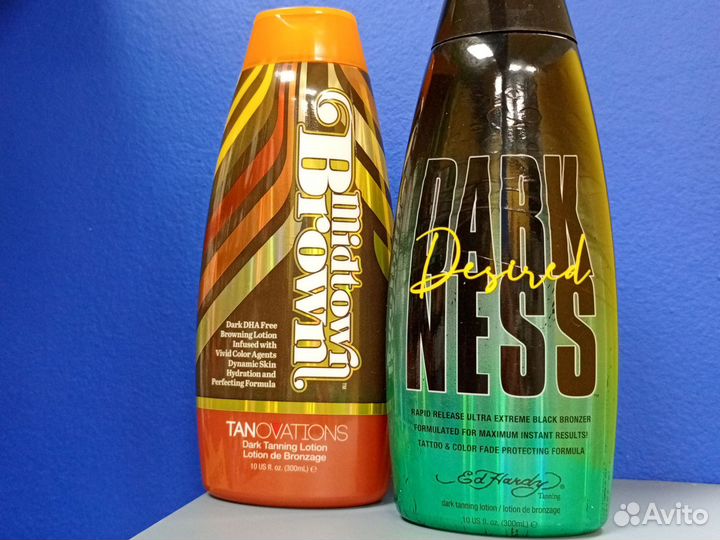 midtown
Brown
Dark DHA Free
Browning Lotion
Infused with
Vivid Color Agents
Dynamic Skin
Hydration and
Perfecting Formula
TANOVATIONS
Dark Tanning Lotion
Lotion de Bronzage
10 US fl. oz. (300mL) ℮
DARK
Desired
NESS
RAPID RELEASE ULTRA EXTREME BLACK BRONZER
FORMULATED FOR MAXIMUM INSTANT RESULTS!
TATTOO & COLOR FADE PROTECTING FORMULA
Ed Hardy
Tanning
dark tanning lotion / lotion de bronzage
10 US fl. oz. (300mL) ℮
Avito